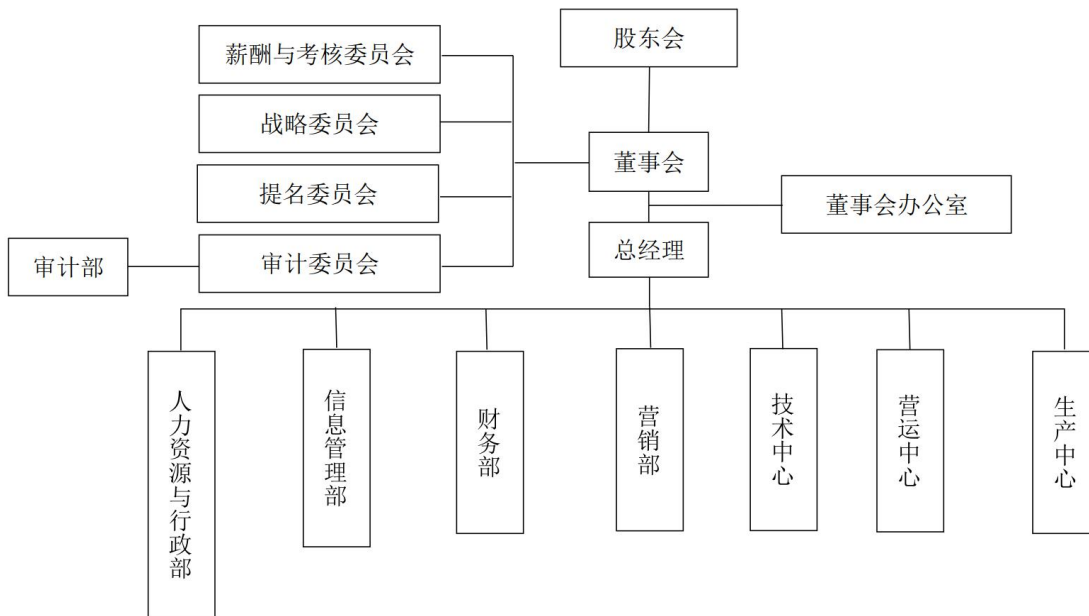 股东会
薪酬与考核委员会
战略委员会
董事会
提名委员会
董事会办公室
总经理
审计委员会
审计部
人力资源与行政部
信息管理部
财务部
营销部
技术中心
营运中心
生产中心